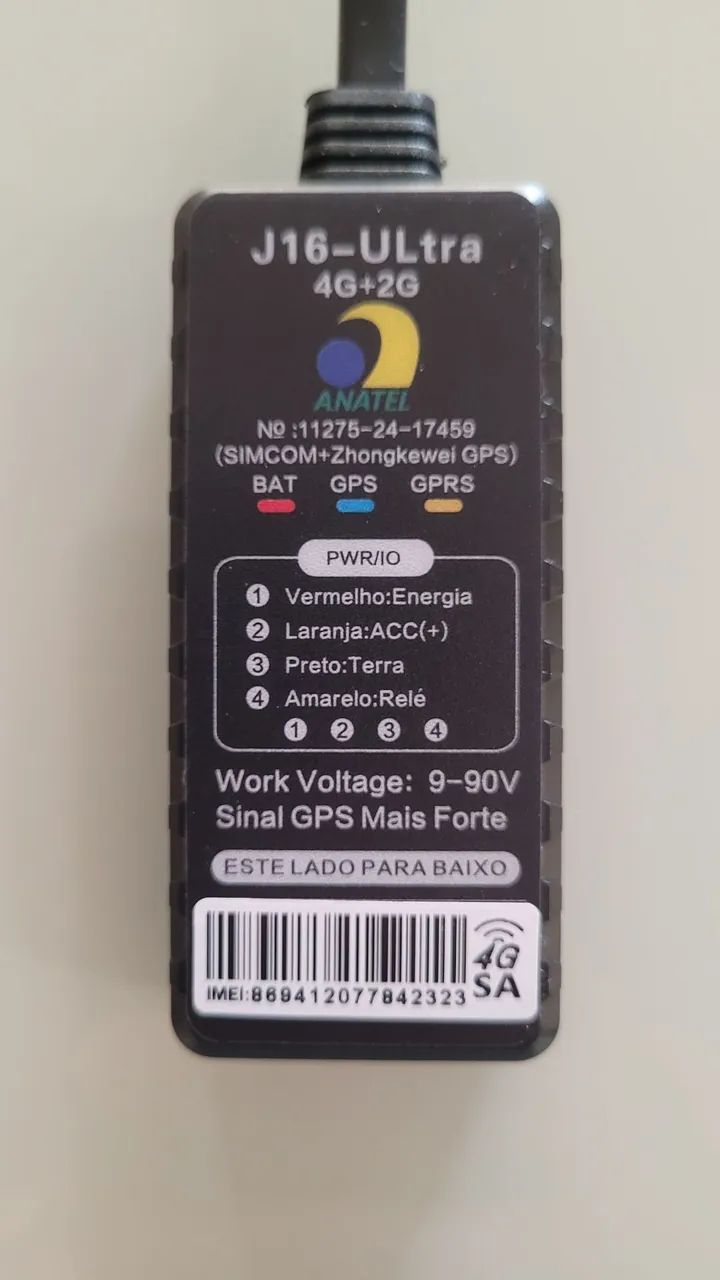 J16-ULtra
4G+2G
ANATEL
Nº :11275-24-17459
(SIMCOM+Zhongkewei GPS)
BAT GPS GPRS
PWR/IO
1 Vermelho:Energia
2 Laranja:ACC(+)
3 Preto:Terra
4 Amarelo:Relé
1 2 3 4
Work Voltage: 9-90V
Sinal GPS Mais Forte
ESTE LADO PARA BAIXO
4G
IMEI:869412077842323 SA